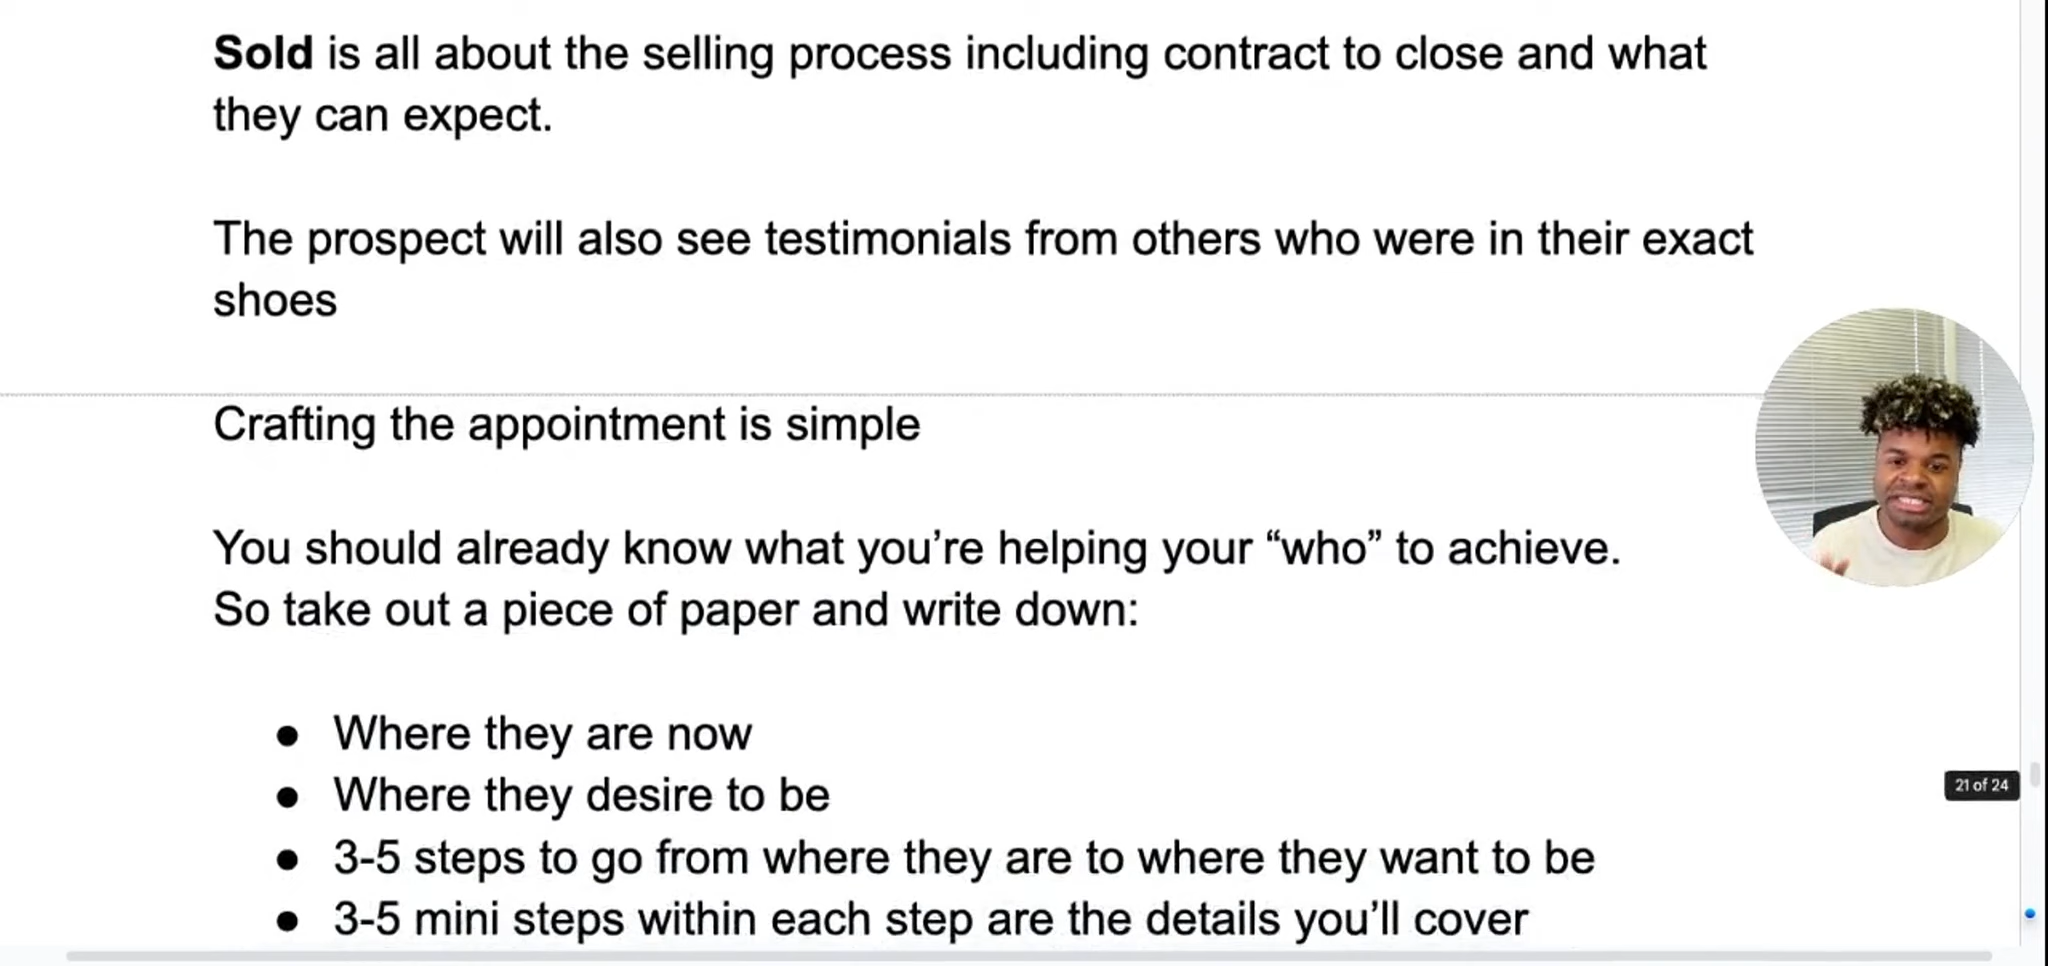 Sold is all about the selling process including contract to close and what
they can expect.
The prospect will also see testimonials from others who were in their exact
shoes
Crafting the appointment is simple
You should already know what you’re helping your “who” to achieve.
So take out a piece of paper and write down:
● Where they are now
● Where they desire to be
● 3-5 steps to go from where they are to where they want to be
● 3-5 mini steps within each step are the details you’ll cover
21 of 24